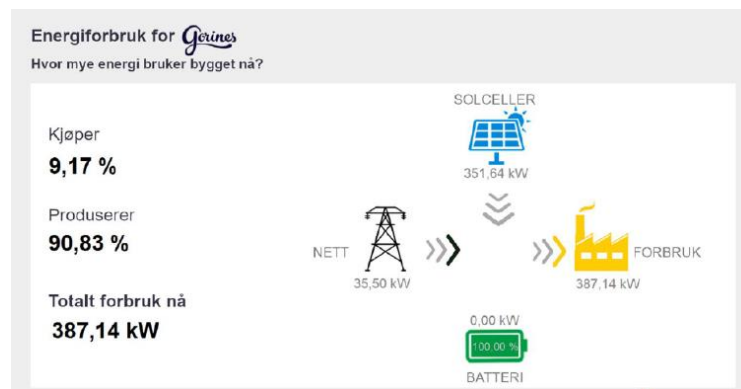 Energiforbruk for Gorines
Hvor mye energi bruker bygget nå?
SOLCELLER
Kjøper
9,17 %
351,64 kW
Produserer
90,83 %
NETT
FORBRUK
35,50 kW
387,14 kW
Totalt forbruk nå
387,14 kW
0,00 kW
100,00 %
BATTERI